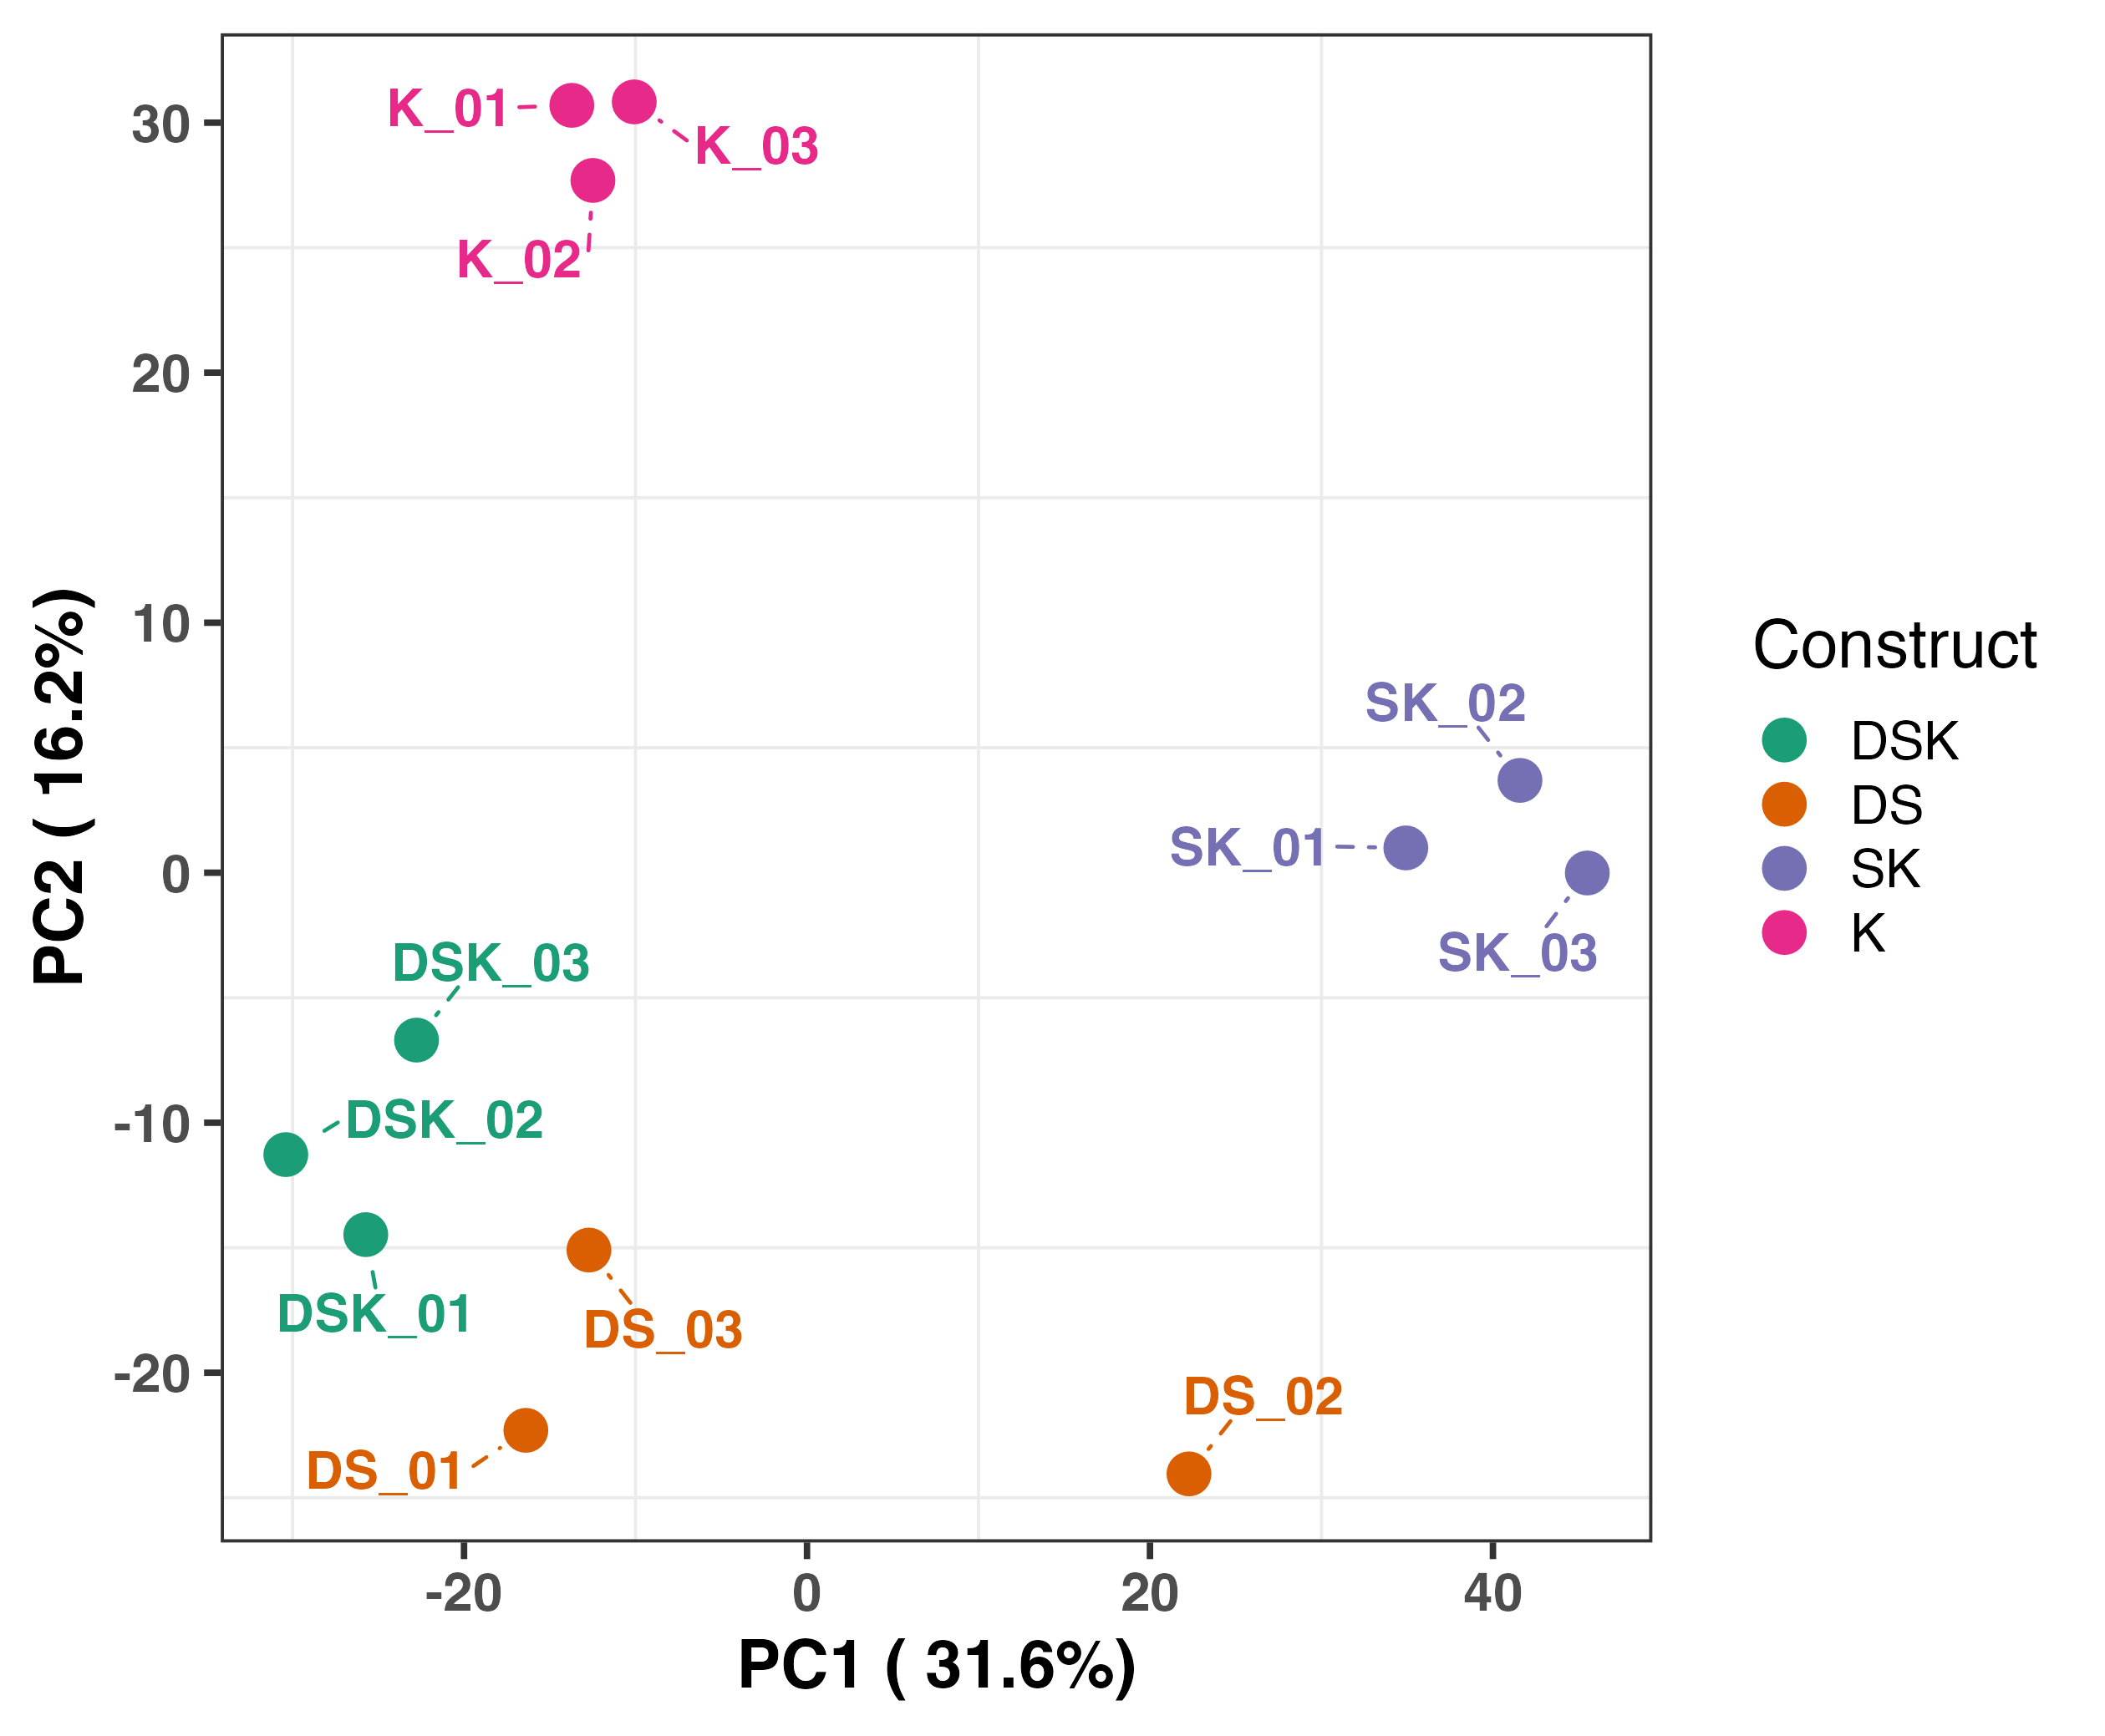 K_01
K_03
K_02
SK_02
SK_01
SK_03
DSK_03
DSK_02
DSK_01
DS_03
DS_02
DS_01
30
20
10
0
-10
-20
-20
0
20
40
PC2 ( 16.2%)
PC1 ( 31.6%)
Construct
DSK
DS
SK
K